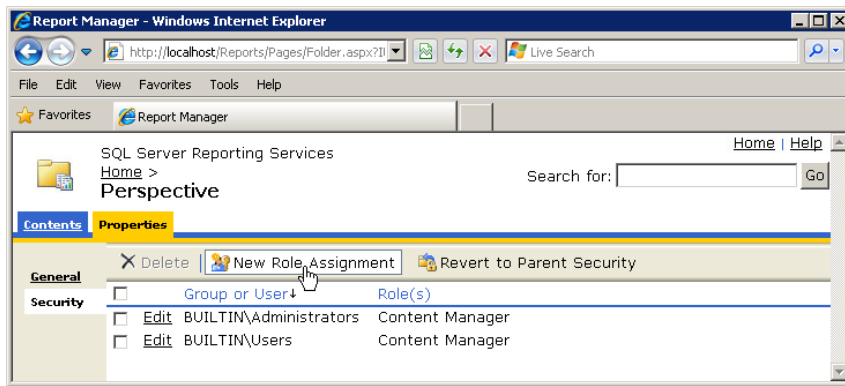 Report Manager - Windows Internet Explorer
http://localhost/Reports/Pages/Folder.aspx?I
Live Search
File Edit View Favorites Tools Help
Favorites Report Manager
Home | Help
SQL Server Reporting Services
Home >
Perspective
Search for: Go
Contents Properties
Delete | New Role Assignment Revert to Parent Security
General
Security
Group or User↓ Role(s)
Edit BUILTIN\Administrators Content Manager
Edit BUILTIN\Users Content Manager